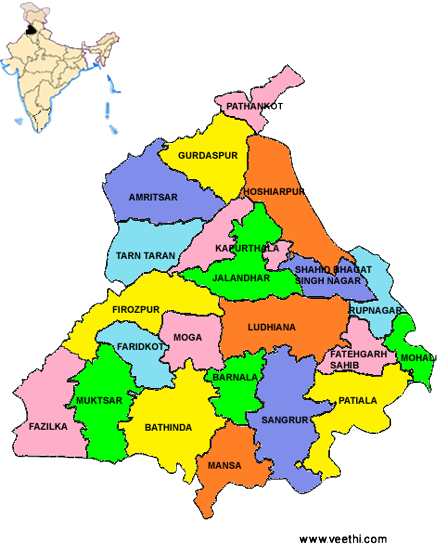 PATHANKOT
GURDASPUR
HOSHIARPUR
AMRITSAR
KAPURTHALA
TARN TARAN
SHAHID BHAGAT
SINGH NAGAR
JALANDHAR
FIROZPUR
RUPNAGAR
LUDHIANA
MOGA
FARIDKOT
FATEHGARH
SAHIB
MOHALI
BARNALA
MUKTSAR
PATIALA
SANGRUR
FAZILKA
BATHINDA
MANSA
www.veethi.com